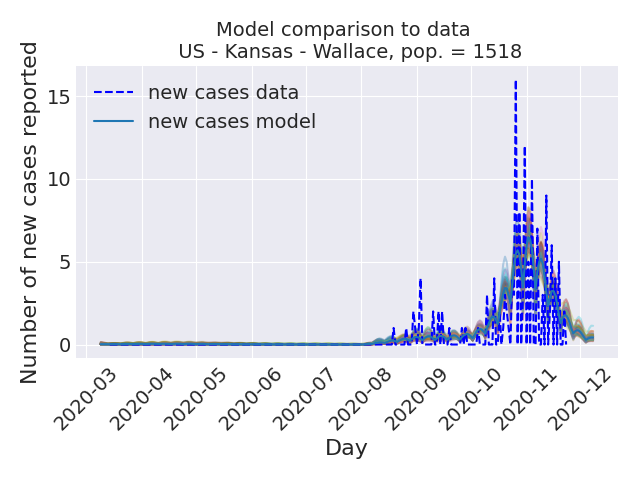 Model comparison to data
US - Kansas - Wallace, pop. = 1518
Number of new cases reported
15
10
5
0
new cases data
new cases model
2020-03
2020-04
2020-05
2020-06
2020-07
2020-08
2020-09
2020-10
2020-11
2020-12
Day